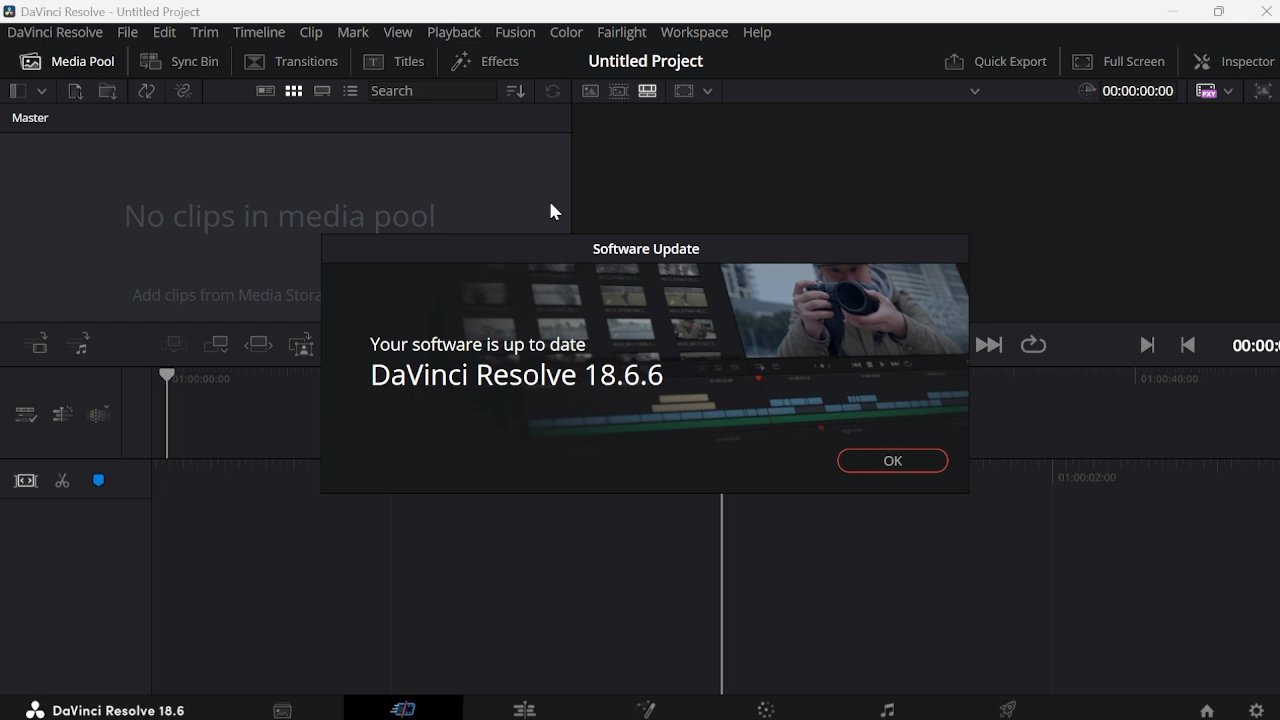 DaVinci Resolve - Untitled Project
DaVinci Resolve File Edit Trim Timeline Clip Mark View Playback Fusion Color Fairlight Workspace Help
Media Pool Sync Bin Transitions Titles Effects Untitled Project Quick Export Full Screen Inspector
Search 00:00:00:00 PXY
Master
No clips in media pool
Add clips from Media Stora
Software Update
Your software is up to date
DaVinci Resolve 18.6.6
OK
00:00:
01:00:00:00 01:00:40:00
01:00:02:00
DaVinci Resolve 18.6